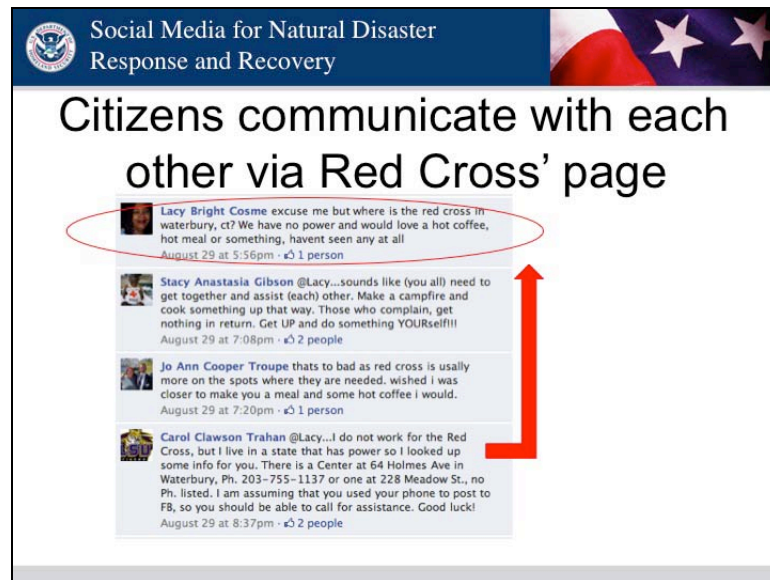 Social Media for Natural Disaster
Response and Recovery
Citizens communicate with each
other via Red Cross’ page
Lacy Bright Cosme excuse me but where is the red cross in
waterbury, ct? We have no power and would love a hot coffee,
hot meal or something, havent seen any at all
August 29 at 5:56pm · 1 person
Stacy Anastasia Gibson @Lacy...sounds like (you all) need to
get together and assist (each) other. Make a campfire and
cook something up that way. Those who complain, get
nothing in return. Get UP and do something YOURself!!!
August 29 at 7:08pm · 2 people
Jo Ann Cooper Troupe thats to bad as red cross is usally
more on the spots where they are needed. wished i was
closer to make you a meal and some hot coffee i would.
August 29 at 7:20pm · 1 person
Carol Clawson Trahan @Lacy...I do not work for the Red
Cross, but I live in a state that has power so I looked up
some info for you. There is a Center at 64 Holmes Ave in
Waterbury, Ph. 203-755-1137 or one at 228 Meadow St., no
Ph. listed. I am assuming that you used your phone to post to
FB, so you should be able to call for assistance. Good luck!
August 29 at 8:37pm · 2 people
LSU